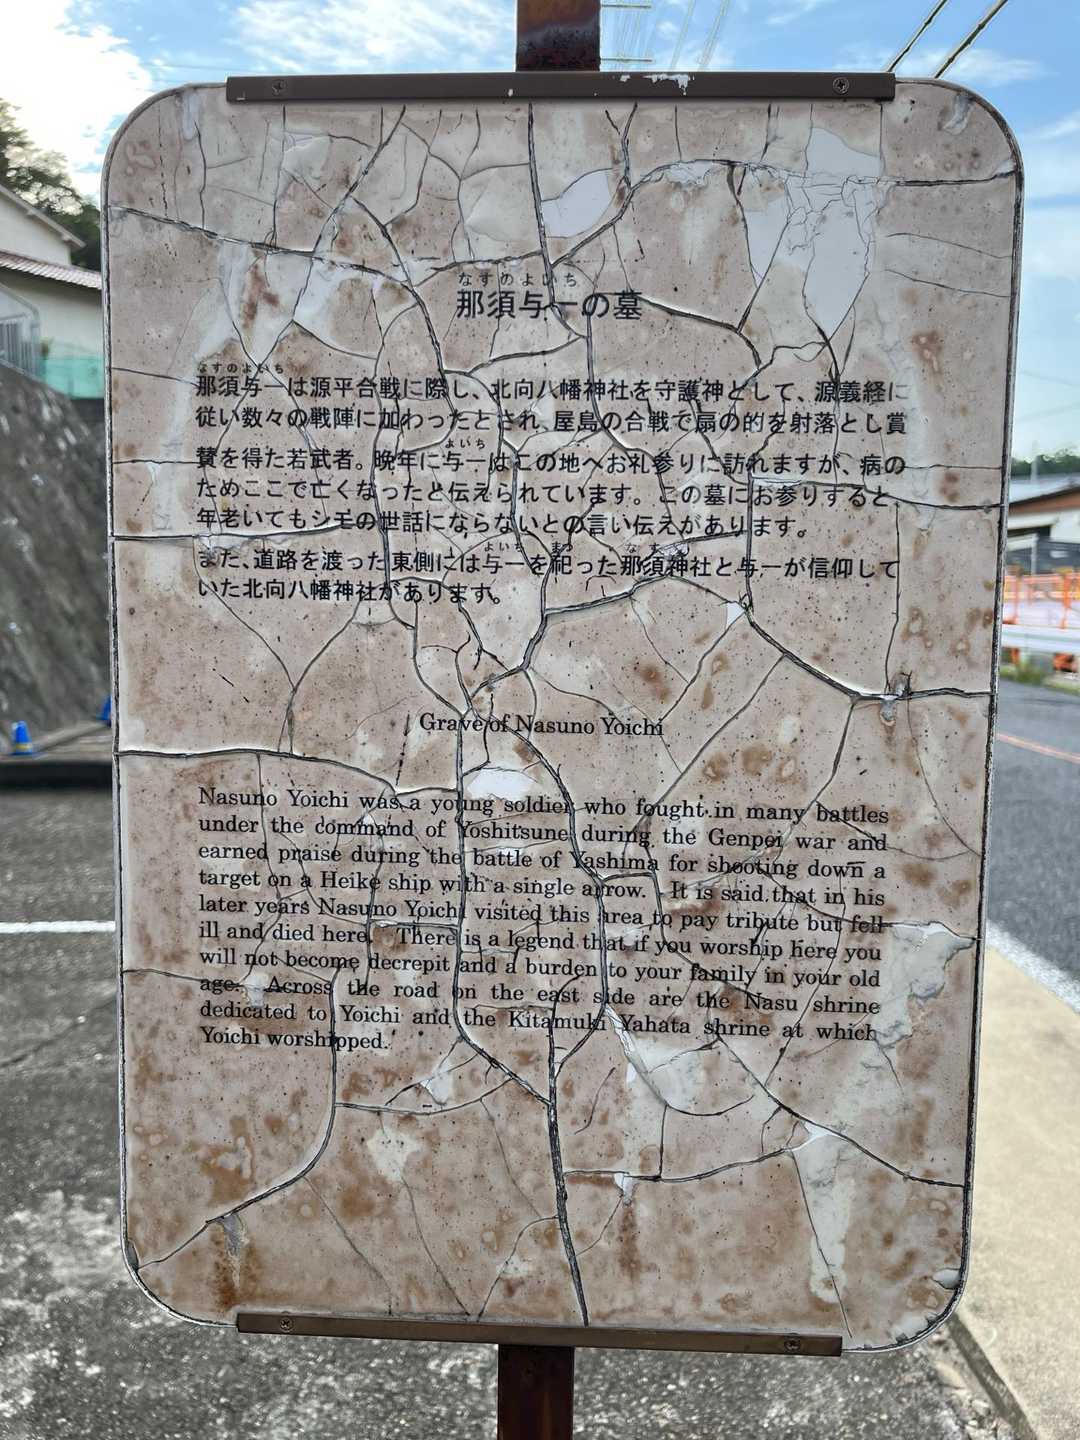 なすのよいち
那須与一の墓
なすのよいち
那須与一は源平合戦に際し、北向八幡神社を守護神として、源義経に
従い数々の戦陣に加わったとされ、屋島の合戦で扇の的を射落とし賞
よいち
賛を得た若武者。晩年に与一はこの地へお礼参りに訪れますが、病の
ためここで亡くなったと伝えられています。この墓にお参りすると、
年老いてもシモの世話にならないとの言い伝えがあります。
よいち まつ なす
また、道路を渡った東側には与一を祀った那須神社と与一が信仰して
いた北向八幡神社があります。
Grave of Nasuno Yoichi
Nasuno Yoichi was a young soldier who fought in many battles
under the command of Yoshitsune during the Genpei war and
earned praise during the battle of Yashima for shooting down a
target on a Heike ship with a single arrow. It is said that in his
later years Nasuno Yoichi visited this area to pay tribute but fell
ill and died here. There is a legend that if you worship here you
will not become decrepit and a burden to your family in your old
age. Across the road on the east side are the Nasu shrine
dedicated to Yoichi and the Kitamuki Yahata shrine at which
Yoichi worshipped.